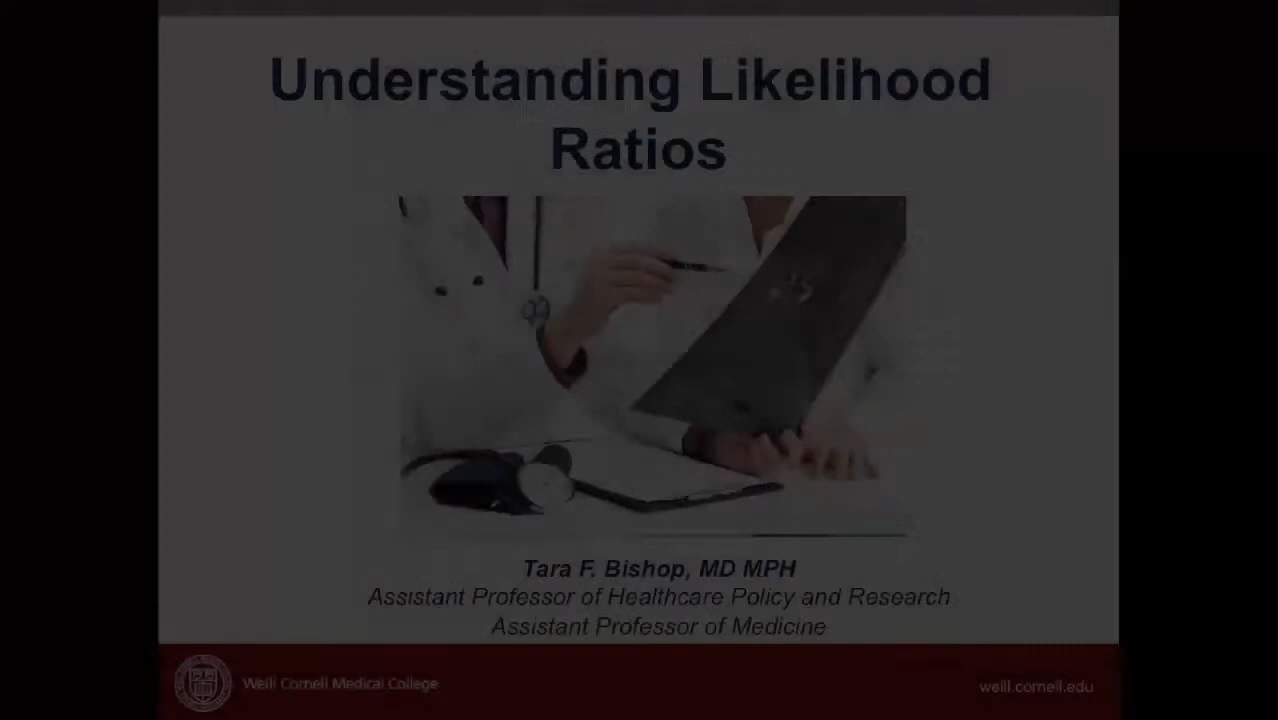 Understanding Likelihood
Ratios
Tara F. Bishop, MD MPH
Assistant Professor of Healthcare Policy and Research
Assistant Professor of Medicine
Weill Cornell Medical College
weill.cornell.edu